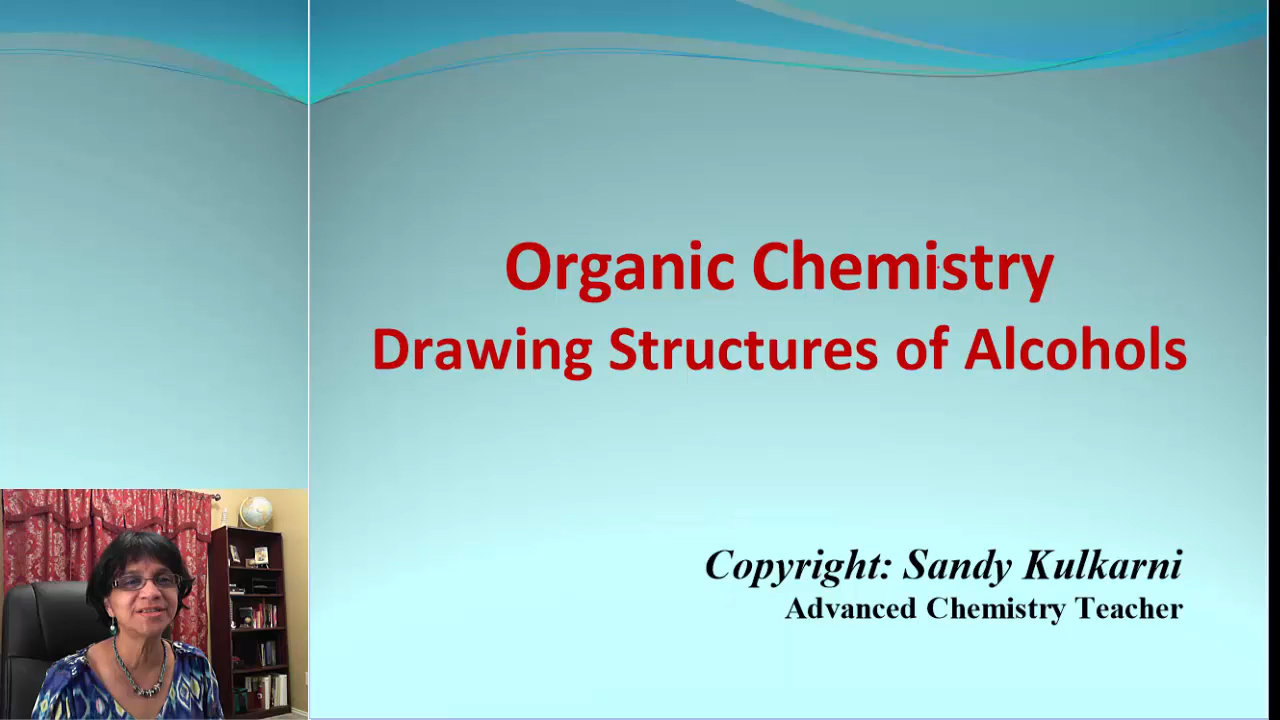 Organic Chemistry
Drawing Structures of Alcohols
Copyright: Sandy Kulkarni
Advanced Chemistry Teacher